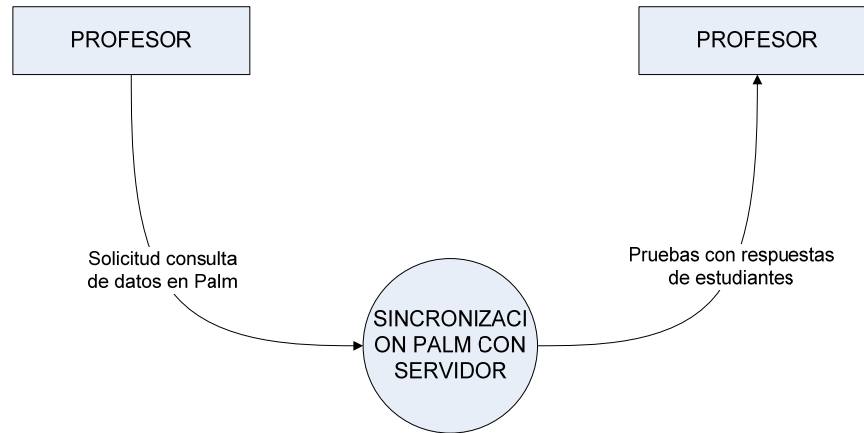 PROFESOR
PROFESOR
Solicitud consulta
de datos en Palm
Pruebas con respuestas
de estudiantes
SINCRONIZACI
ON PALM CON
SERVIDOR